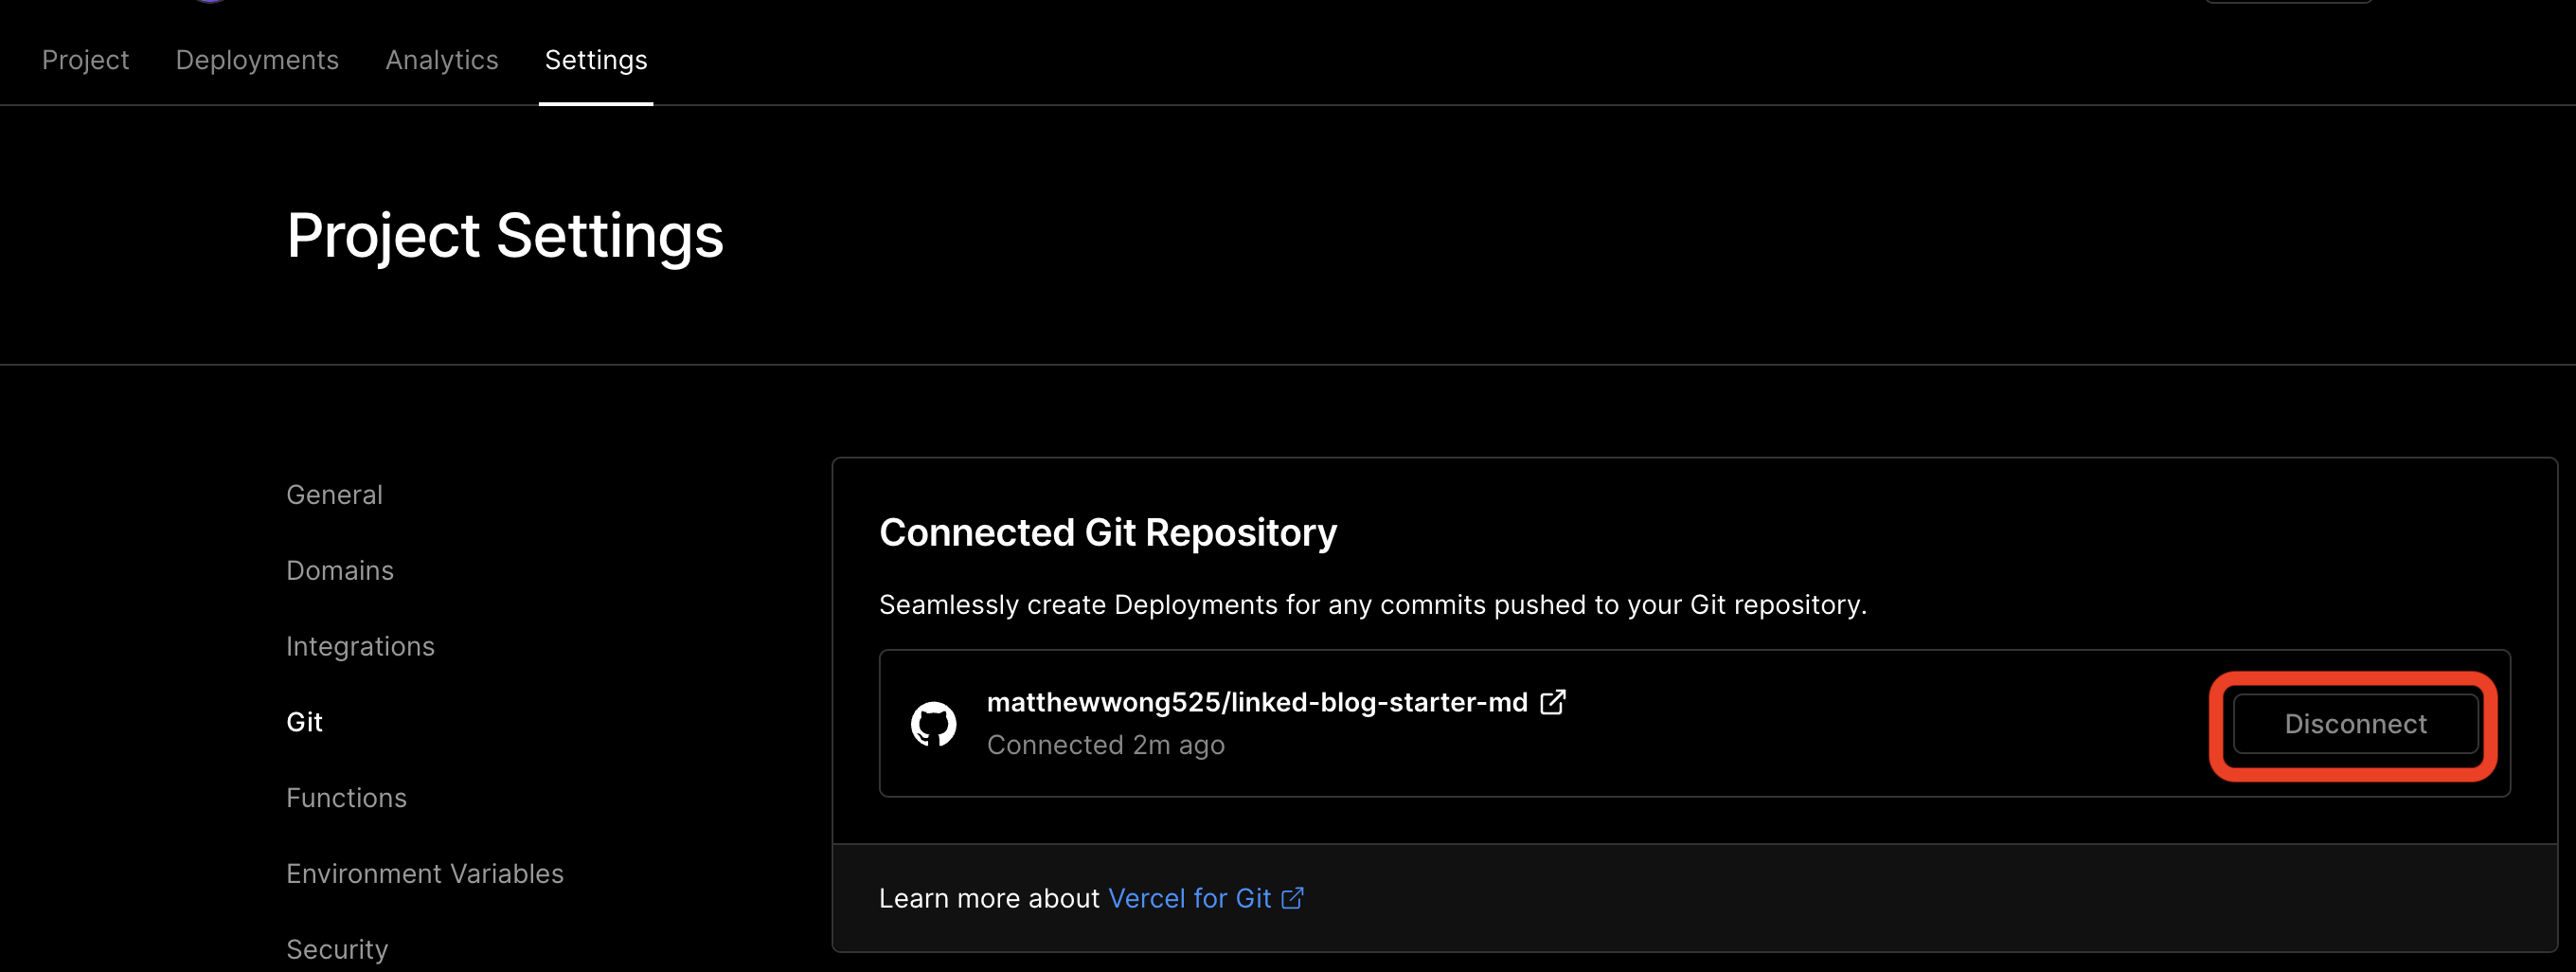 Project Deployments Analytics Settings
Project Settings
General
Domains
Integrations
Git
Functions
Environment Variables
Security
Connected Git Repository
Seamlessly create Deployments for any commits pushed to your Git repository.
matthewwong525/linked-blog-starter-md
Connected 2m ago
Disconnect
Learn more about Vercel for Git